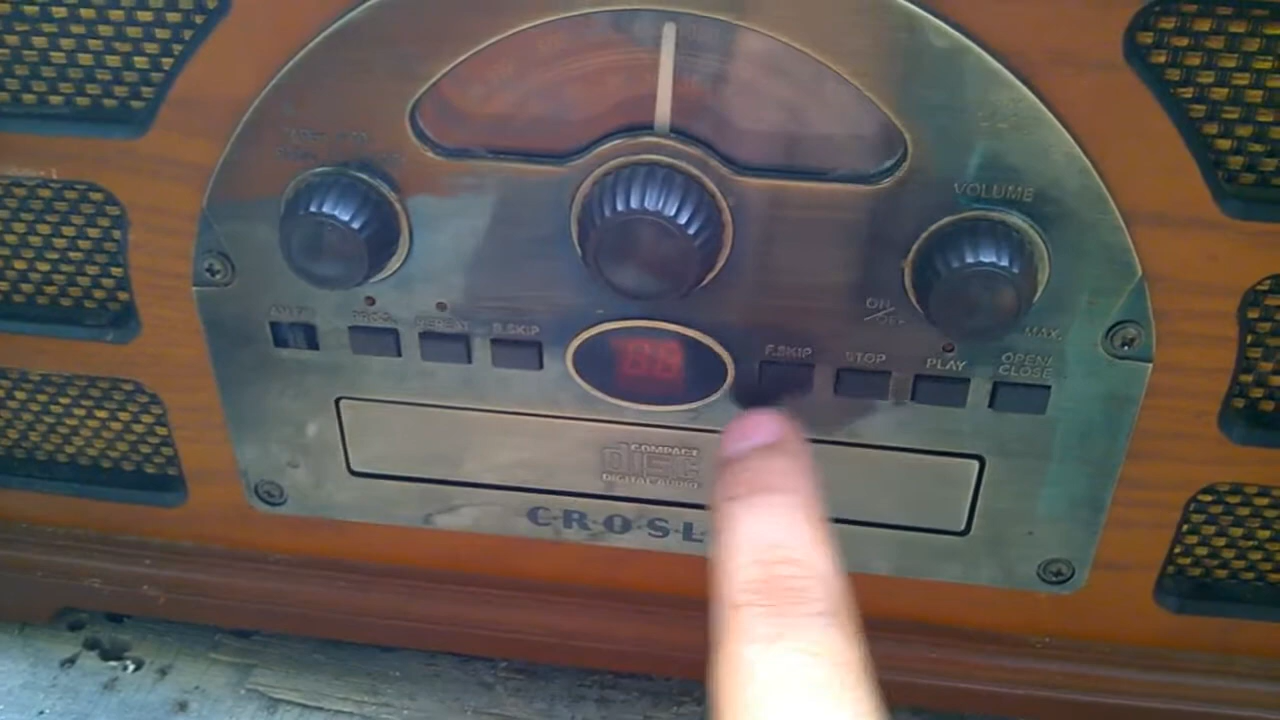 VOLUME
ON/OFF
MAX.
PROG.
REPEAT
B.SKIP
F.SKIP
STOP
PLAY
OPEN/
CLOSE
COMPACT
DISC
DIGITAL AUDIO
CROSL